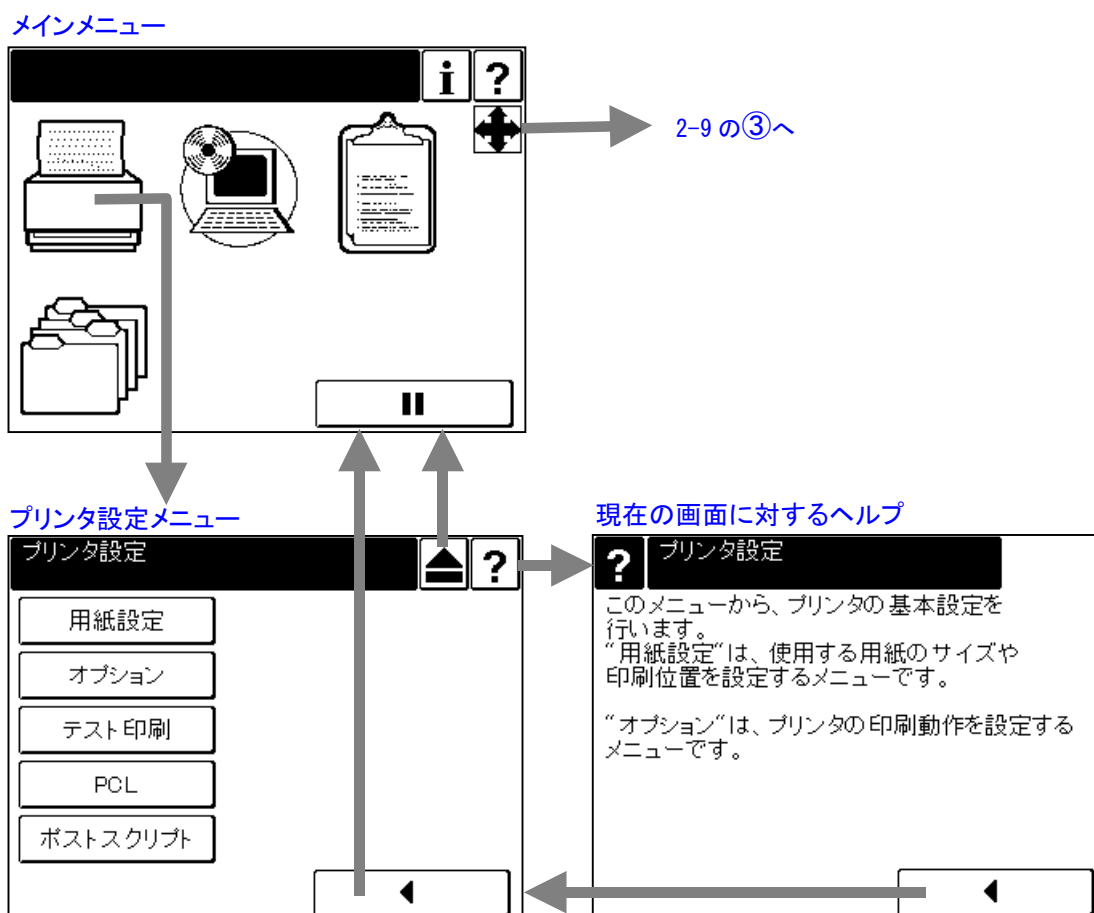 メインメニュー
i ?
2-9 の③へ
プリンタ設定メニュー
プリンタ設定
?
用紙設定
オプション
テスト印刷
PCL
ポストスクリプト
現在の画面に対するヘルプ
? プリンタ設定
このメニューから、プリンタの基本設定を
行います。
“用紙設定”は、使用する用紙のサイズや
印刷位置を設定するメニューです。
“オプション”は、プリンタの印刷動作を設定する
メニューです。